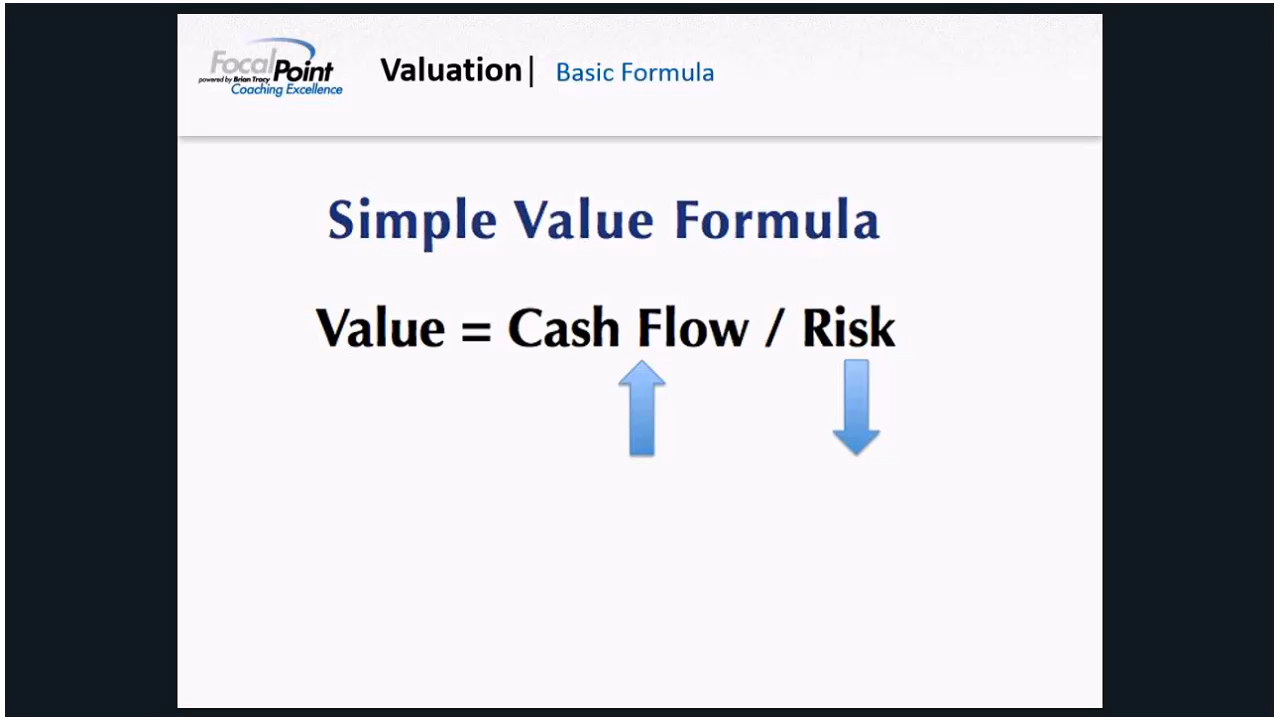 FocalPoint
powered by Brian Tracy
Coaching Excellence
Valuation| Basic Formula
Simple Value Formula
Value = Cash Flow / Risk